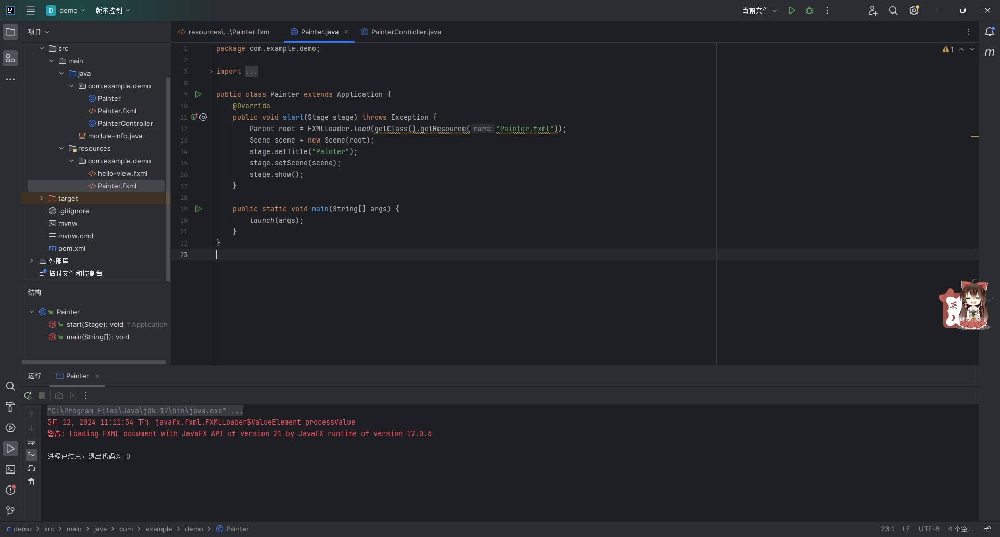 D demo 版本控制 当前文件
项目
resources\...\Painter.fxm Painter.java PainterController.java
src
main
java
com.example.demo
Painter
Painter.fxml
PainterController
module-info.java
resources
com.example.demo
hello-view.fxml
Painter.fxml
target
.gitignore
mvnw
mvnw.cmd
pom.xml
外部库
临时文件和控制台
结构
Painter
start(Stage): void ↑Application
main(String[]): void
1 package com.example.demo;
2
3 import ...
8
9 public class Painter extends Application {
10 @Override
11 public void start(Stage stage) throws Exception {
12 Parent root = FXMLLoader.load(getClass().getResource( name: "Painter.fxml"));
13 Scene scene = new Scene(root);
14 stage.setTitle("Painter");
15 stage.setScene(scene);
16 stage.show();
17 }
18
19 public static void main(String[] args) {
20 launch(args);
21 }
22 }
23
1
m
英
运行 Painter
"C:\Program Files\Java\jdk-17\bin\java.exe" ...
5月 12, 2024 11:11:54 下午 javafx.fxml.FXMLLoader$ValueElement processValue
警告: Loading FXML document with JavaFX API of version 21 by JavaFX runtime of version 17.0.6
进程已结束，退出代码为 0
demo > src > main > java > com > example > demo > Painter
23:1 LF UTF-8 4 个空...